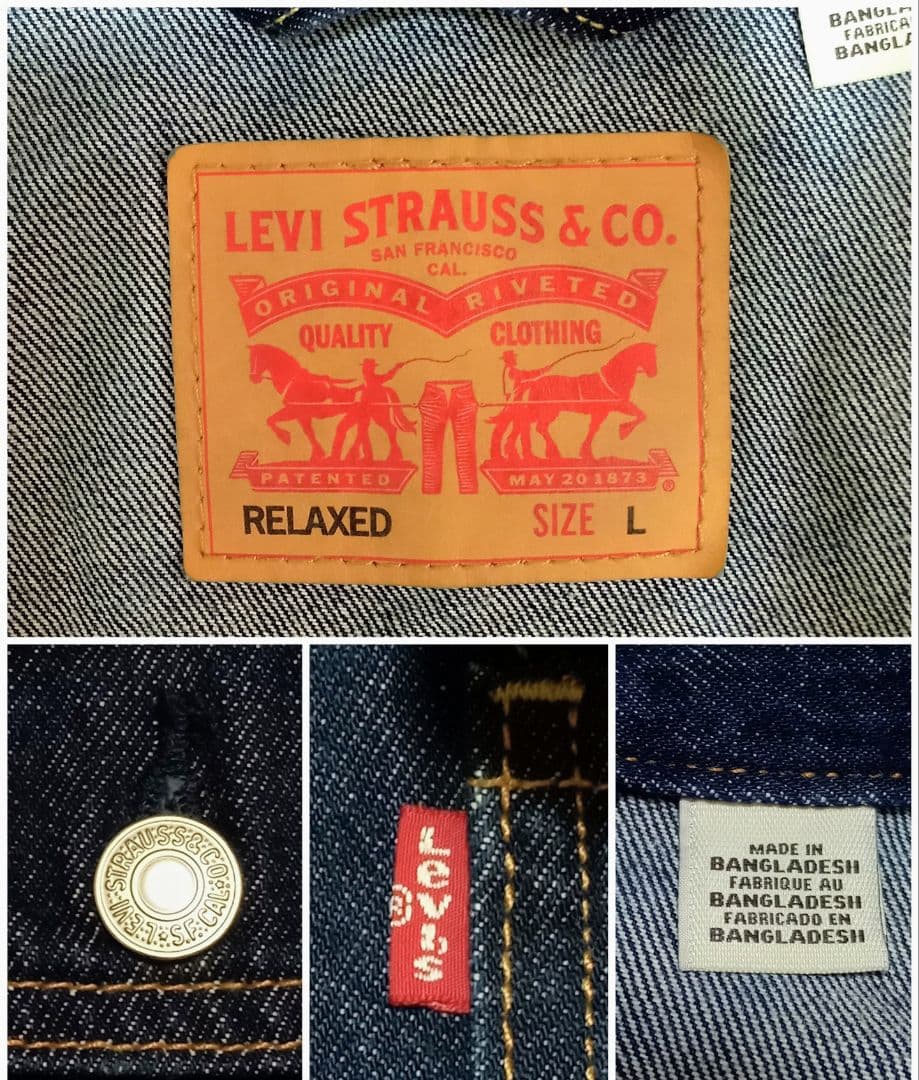 BANGLA
FABRICA
BANGLA
LEVI STRAUSS & CO.
SAN FRANCISCO
CAL.
ORIGINAL RIVETED
QUALITY CLOTHING
PATENTED MAY 20 1873 ®
RELAXED SIZE L
LEVI STRAUSS & CO. S.F. CAL.
Levi's
®
MADE IN
BANGLADESH
FABRIQUE AU
BANGLADESH
FABRICADO EN
BANGLADESH